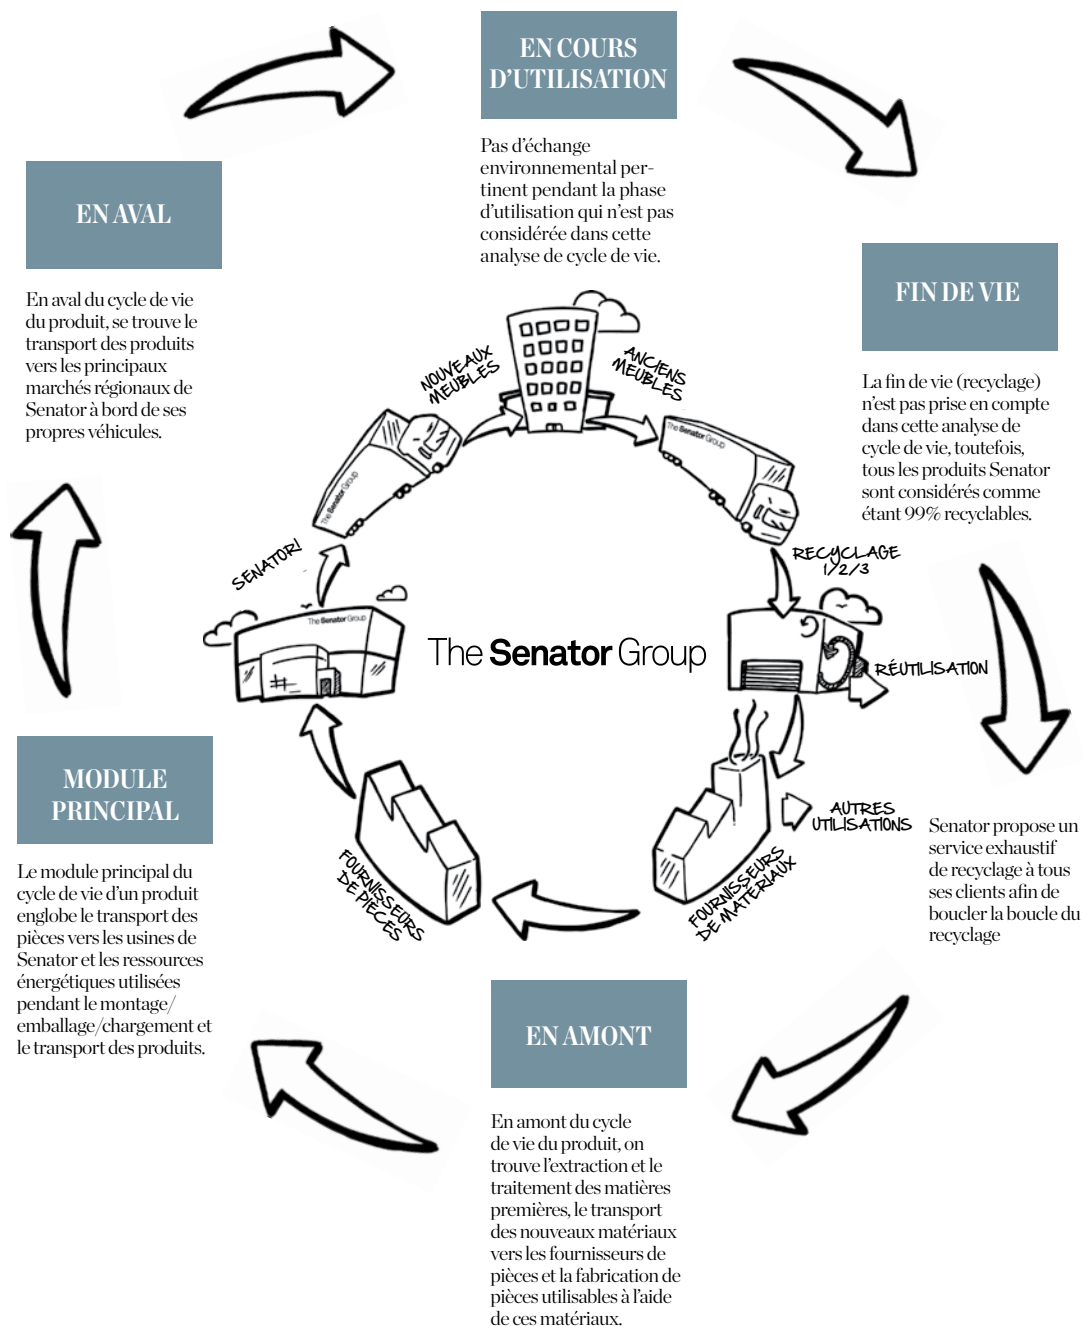 EN COURS
D’UTILISATION
Pas d’échange
environnemental per-
tinent pendant la phase
d’utilisation qui n’est pas
considérée dans cette
analyse de cycle de vie.
EN AVAL
En aval du cycle de vie
du produit, se trouve le
transport des produits
vers les principaux
marchés régionaux de
Senator à bord de ses
propres véhicules.
FIN DE VIE
La fin de vie (recyclage)
n’est pas prise en compte
dans cette analyse de
cycle de vie, toutefois,
tous les produits Senator
sont considérés comme
étant 99% recyclables.
NOUVEAUX
MEUBLES
ANCIENS
MEUBLES
The Senator Group
The Senator Group
SENATOR!
RECYCLAGE
1/2/3
The Senator Group
The Senator Group
RÉUTILISATION
MODULE
PRINCIPAL
Le module principal du
cycle de vie d’un produit
englobe le transport des
pièces vers les usines de
Senator et les ressources
énergétiques utilisées
pendant le montage/
emballage/chargement et
le transport des produits.
FOURNISSEURS
DE PIÈCES
FOURNISSEURS
DE MATÉRIAUX
AUTRES
UTILISATIONS
Senator propose un
service exhaustif
de recyclage à tous
ses clients afin de
boucler la boucle du
recyclage
EN AMONT
En amont du cycle
de vie du produit, on
trouve l’extraction et le
traitement des matières
premières, le transport
des nouveaux matériaux
vers les fournisseurs de
pièces et la fabrication de
pièces utilisables à l’aide
de ces matériaux.